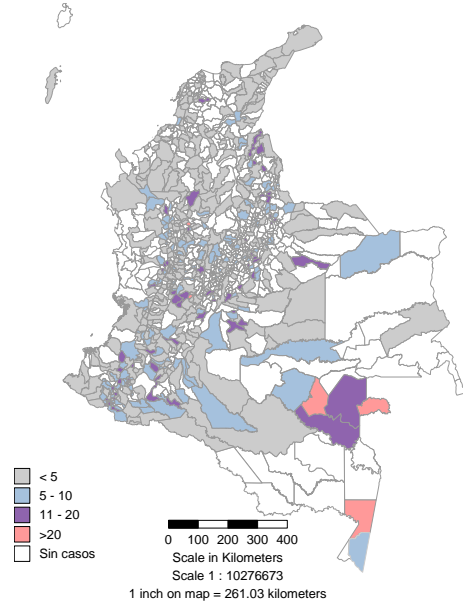 < 5
5 - 10
11 - 20
>20
Sin casos
0 100 200 300 400
Scale in Kilometers
Scale 1 : 10276673
1 inch on map = 261.03 kilometers